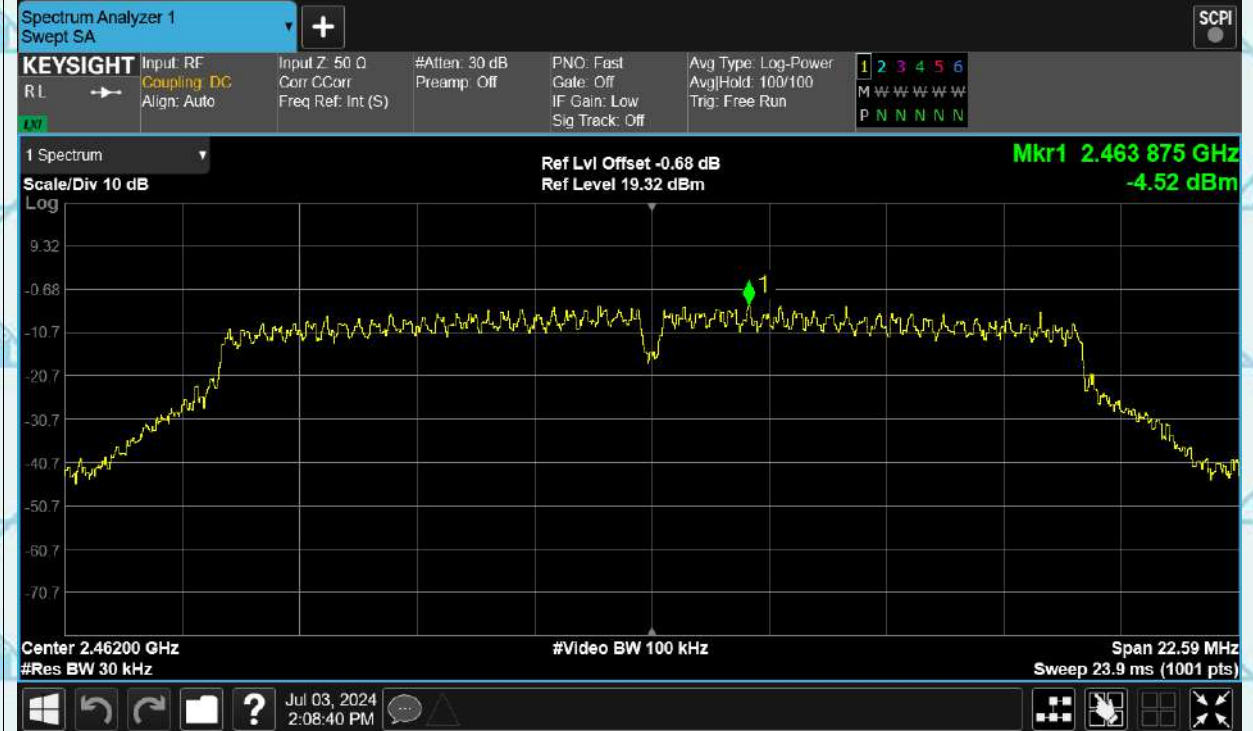 Spectrum Analyzer 1
Swept SA
+
SCPI
KEYSIGHT
RL
LXI
Input: RF
Coupling: DC
Align: Auto
Input Z: 50 Ω
Corr CCorr
Freq Ref: Int (S)
#Atten: 30 dB
Preamp: Off
PNO: Fast
Gate: Off
IF Gain: Low
Sig Track: Off
Avg Type: Log-Power
Avg|Hold: 100/100
Trig: Free Run
1 2 3 4 5 6
M W W W W W
P N N N N N
1 Spectrum
Scale/Div 10 dB
Log
Ref Lvl Offset -0.68 dB
Ref Level 19.32 dBm
Mkr1 2.463 875 GHz
-4.52 dBm
9.32
-0.68
1
-10.7
-20.7
-30.7
-40.7
-50.7
-60.7
-70.7
Center 2.46200 GHz
#Video BW 100 kHz
Span 22.59 MHz
#Res BW 30 kHz
Sweep 23.9 ms (1001 pts)
?
Jul 03, 2024
2:08:40 PM